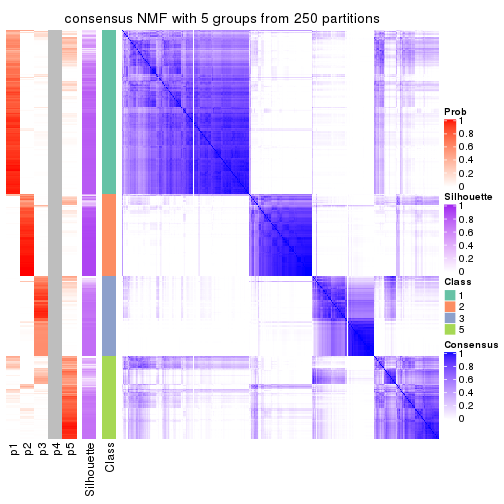 consensus NMF with 5 groups from 250 partitions
Prob
1
0.8
0.6
0.4
0.2
0
Silhouette
1
0.8
0.6
0.4
0.2
0
Class
1
2
3
5
Consensus
1
0.8
0.6
0.4
0.2
0
p1
p2
p3
p4
p5
Silhouette
Class